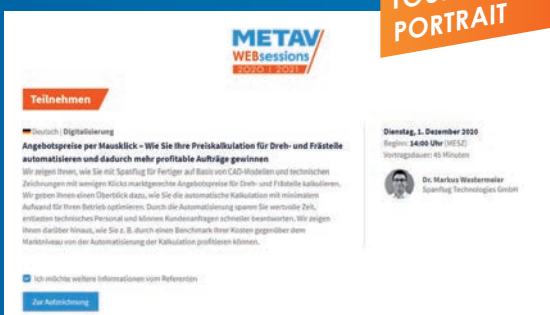 PORTRAIT
METAV
WEBsessions
2020 | 2021
Teilnehmen
Deutsch | Digitalisierung
Angebotspreise per Mausklick – Wie Sie Ihre Preiskalkulation für Dreh- und Frästeile
automatisieren und dadurch mehr profitable Aufträge gewinnen
Wir zeigen Ihnen, wie Sie mit Spanflug für Fertiger auf Basis von CAD-Modellen und technischen
Zeichnungen mit wenigen Klicks marktgerechte Angebotspreise für Dreh- und Frästeile kalkulieren.
Wir geben Ihnen einen Überblick dazu, wie Sie die automatische Kalkulation mit minimalem
Aufwand für Ihren Betrieb optimieren. Durch die Automatisierung sparen Sie wertvolle Zeit,
entlasten technisches Personal und können Kundenanfragen schneller beantworten. Wir zeigen
Ihnen darüber hinaus, wie Sie z. B. durch einen Benchmark Ihrer Kosten gegenüber dem
Marktniveau von der Automatisierung der Kalkulation profitieren können.
Ich möchte weitere Informationen vom Referenten
Zur Aufzeichnung
Dienstag, 1. Dezember 2020
Beginn: 14:00 Uhr (MESZ)
Vortragsdauer: 45 Minuten
Dr. Markus Westermeier
Spanflug Technologies GmbH